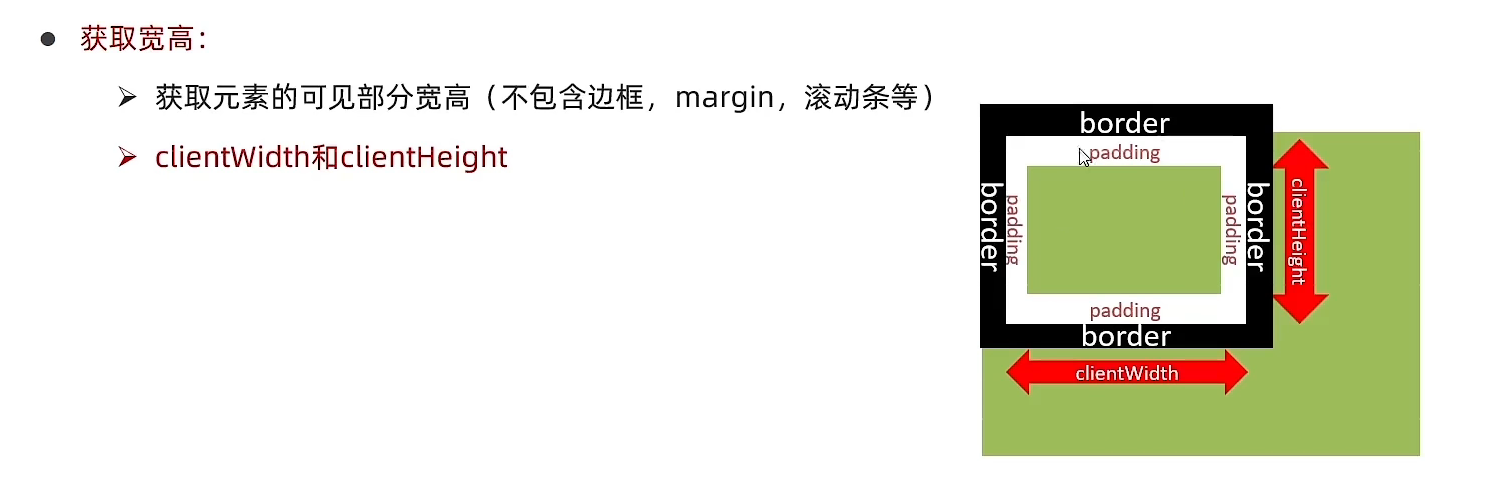 获取宽高：
获取元素的可见部分宽高（不包含边框，margin，滚动条等）
clientWidth和clientHeight
border
padding
border
padding
padding
border
clientHeight
padding
border
clientWidth